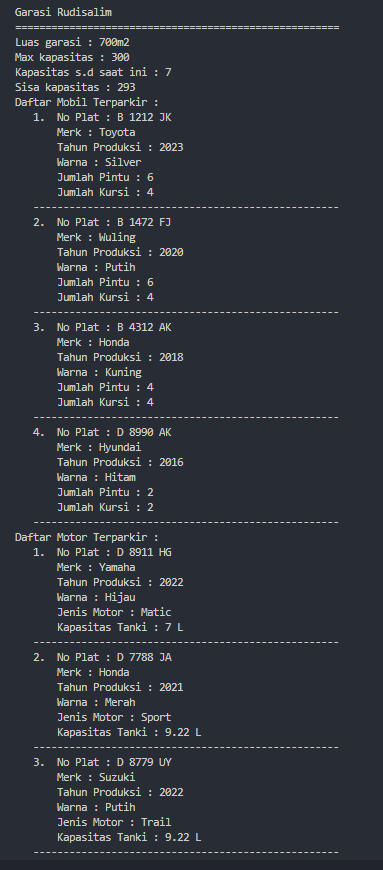 Garasi Rudisalim
======================================================
Luas garasi : 700m2
Max kapasitas : 300
Kapasitas s.d saat ini : 7
Sisa kapasitas : 293
Daftar Mobil Terparkir :
1. No Plat : B 1212 JK
Merk : Toyota
Tahun Produksi : 2023
Warna : Silver
Jumlah Pintu : 6
Jumlah Kursi : 4
---------------------------------------------------
2. No Plat : B 1472 FJ
Merk : Wuling
Tahun Produksi : 2020
Warna : Putih
Jumlah Pintu : 6
Jumlah Kursi : 4
---------------------------------------------------
3. No Plat : B 4312 AK
Merk : Honda
Tahun Produksi : 2018
Warna : Kuning
Jumlah Pintu : 4
Jumlah Kursi : 4
---------------------------------------------------
4. No Plat : D 8990 AK
Merk : Hyundai
Tahun Produksi : 2016
Warna : Hitam
Jumlah Pintu : 2
Jumlah Kursi : 2
---------------------------------------------------
Daftar Motor Terparkir :
1. No Plat : D 8911 HG
Merk : Yamaha
Tahun Produksi : 2022
Warna : Hijau
Jenis Motor : Matic
Kapasitas Tanki : 7 L
---------------------------------------------------
2. No Plat : D 7788 JA
Merk : Honda
Tahun Produksi : 2021
Warna : Merah
Jenis Motor : Sport
Kapasitas Tanki : 9.22 L
---------------------------------------------------
3. No Plat : D 8779 UY
Merk : Suzuki
Tahun Produksi : 2022
Warna : Putih
Jenis Motor : Trail
Kapasitas Tanki : 9.22 L
---------------------------------------------------